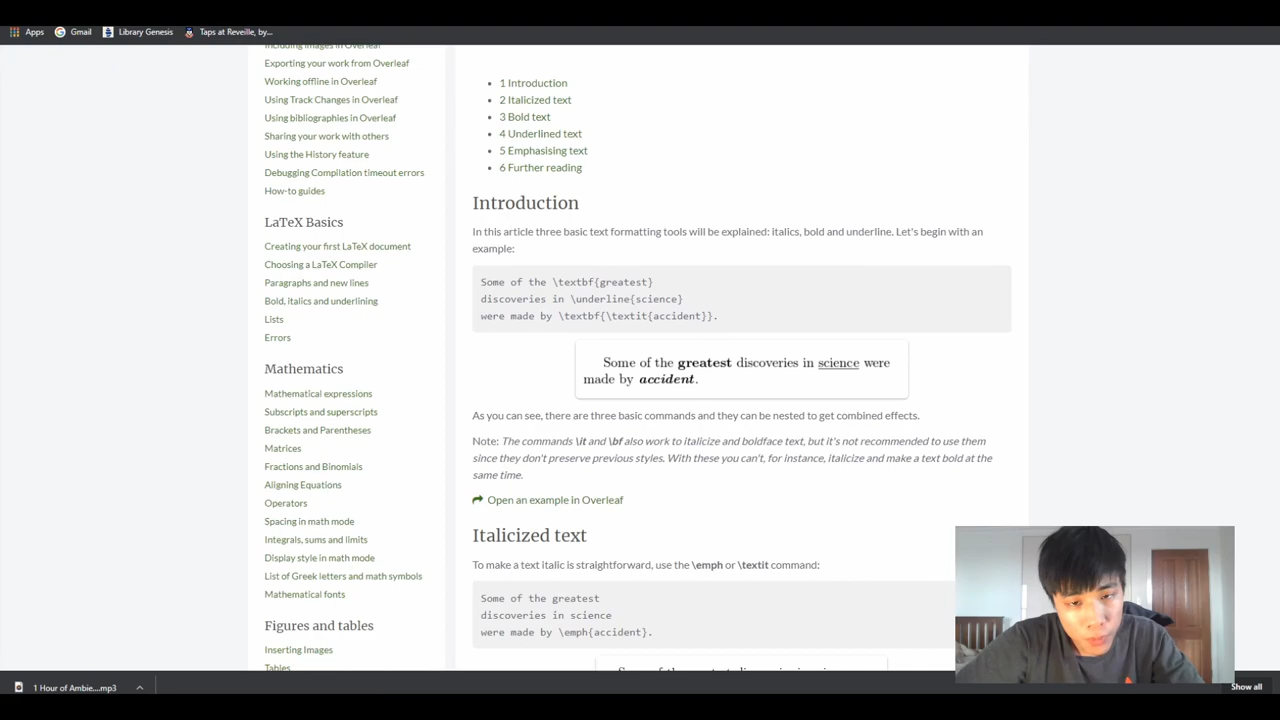 Apps Gmail Library Genesis Taps at Reveille, by...
Including images in Overleaf
Exporting your work from Overleaf
Working offline in Overleaf
Using Track Changes in Overleaf
Using bibliographies in Overleaf
Sharing your work with others
Using the History feature
Debugging Compilation timeout errors
How-to guides
LaTeX Basics
Creating your first LaTeX document
Choosing a LaTeX Compiler
Paragraphs and new lines
Bold, italics and underlining
Lists
Errors
Mathematics
Mathematical expressions
Subscripts and superscripts
Brackets and Parentheses
Matrices
Fractions and Binomials
Aligning Equations
Operators
Spacing in math mode
Integrals, sums and limits
Display style in math mode
List of Greek letters and math symbols
Mathematical fonts
Figures and tables
Inserting Images
Tables
1 Introduction
2 Italicized text
3 Bold text
4 Underlined text
5 Emphasising text
6 Further reading
Introduction
In this article three basic text formatting tools will be explained: italics, bold and underline. Let's begin with an
example:
Some of the \textbf{greatest}
discoveries in \underline{science}
were made by \textbf{\textit{accident}}.
Some of the greatest discoveries in science were
made by accident.
As you can see, there are three basic commands and they can be nested to get combined effects.
Note: The commands \it and \bf also work to italicize and boldface text, but it's not recommended to use them
since they don't preserve previous styles. With these you can't, for instance, italicize and make a text bold at the
same time.
Open an example in Overleaf
Italicized text
To make a text italic is straightforward, use the \emph or \textit command:
Some of the greatest
discoveries in science
were made by \emph{accident}.
1 Hour of Ambie....mp3
Show all